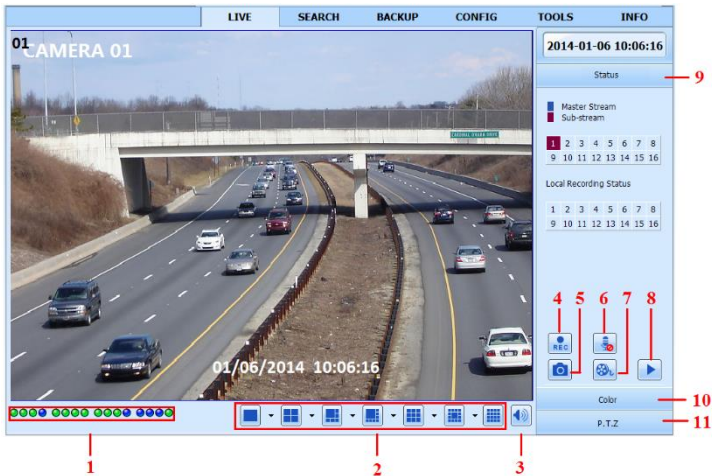 LIVE SEARCH BACKUP CONFIG TOOLS INFO
01
CAMERA 01
2014-01-06 10:06:16
Status
9
Master Stream
Sub-stream
1 2 3 4 5 6 7 8
9 10 11 12 13 14 15 16
Local Recording Status
1 2 3 4 5 6 7 8
9 10 11 12 13 14 15 16
4 5 6 7 8
REC
01/06/2014 10:06:16
Color
10
P.T.Z
11
1 2 3